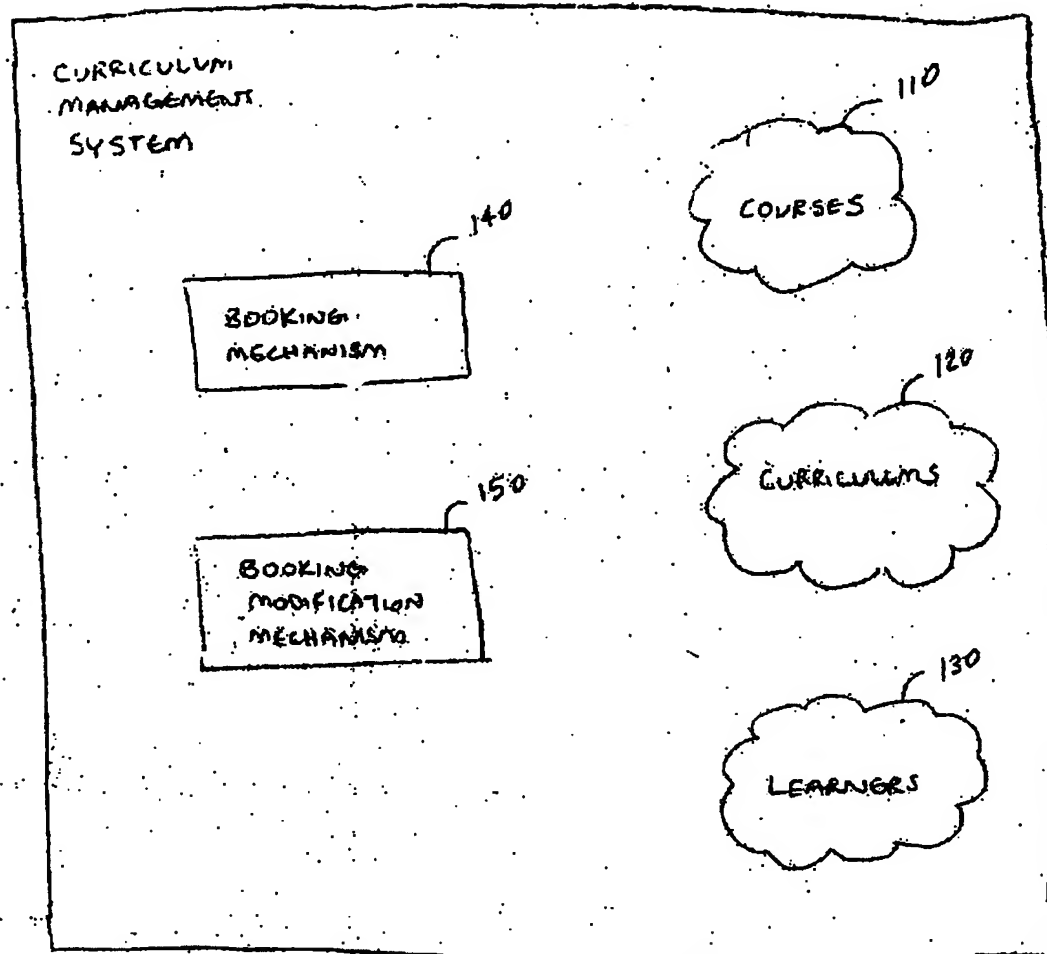 CURRICULUM
MANAGEMENT
SYSTEM
110
COURSES
140
BOOKING
MECHANISM
120
CURRICULUMS
150
BOOKING
MODIFICATION
MECHANISM
130
LEARNERS